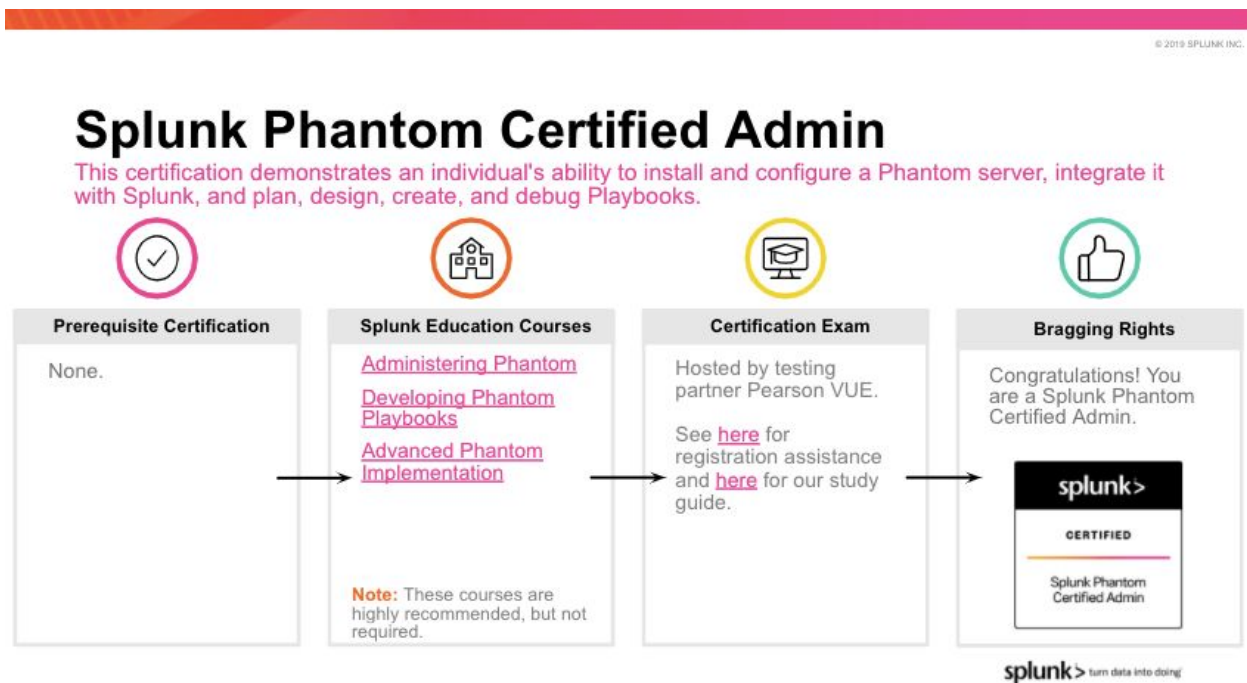 © 2019 SPLUNK INC.
Splunk Phantom Certified Admin
This certification demonstrates an individual's ability to install and configure a Phantom server, integrate it
with Splunk, and plan, design, create, and debug Playbooks.
Prerequisite Certification
None.
Splunk Education Courses
Administering Phantom
Developing Phantom
Playbooks
Advanced Phantom
Implementation
Note: These courses are
highly recommended, but not
required.
Certification Exam
Hosted by testing
partner Pearson VUE.
See here for
registration assistance
and here for our study
guide.
Bragging Rights
Congratulations! You
are a Splunk Phantom
Certified Admin.
splunk>
CERTIFIED
Splunk Phantom
Certified Admin
splunk> turn data into doing